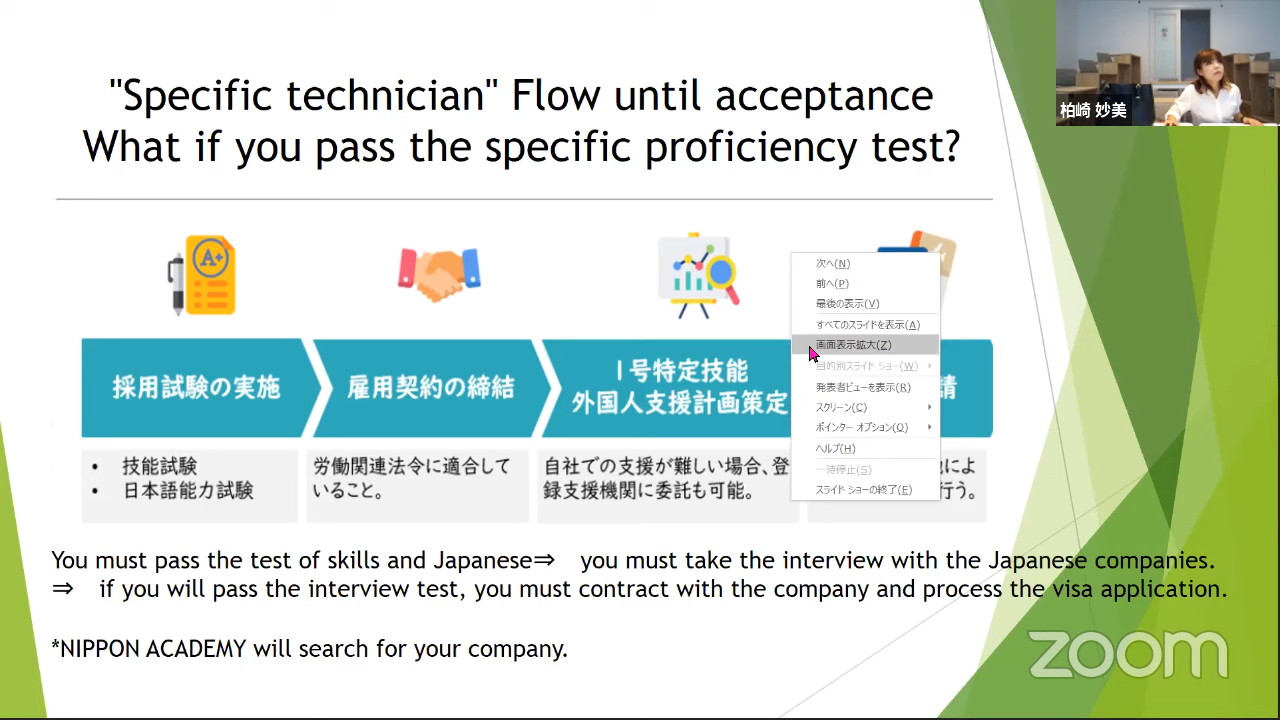 "Specific technician" Flow until acceptance
What if you pass the specific proficiency test?
柏崎 妙美
A+
採用試験の実施
雇用契約の締結
1号特定技能
外国人支援計画策定
請
• 技能試験
• 日本語能力試験
労働関連法令に適合して
いること。
自社での支援が難しい場合、登
録支援機関に委託も可能。
によ
行う。
次へ(N)
前へ(P)
最後の表示(V)
すべてのスライドを表示(A)
画面表示拡大(Z)
目的別スライド ショー(W)
発表者ビューを表示(R)
スクリーン(C)
ポインター オプション(O)
ヘルプ(H)
一時停止(S)
スライド ショーの終了(E)
You must pass the test of skills and Japanese⇒ you must take the interview with the Japanese companies.
⇒ if you will pass the interview test, you must contract with the company and process the visa application.
*NIPPON ACADEMY will search for your company.
zoom